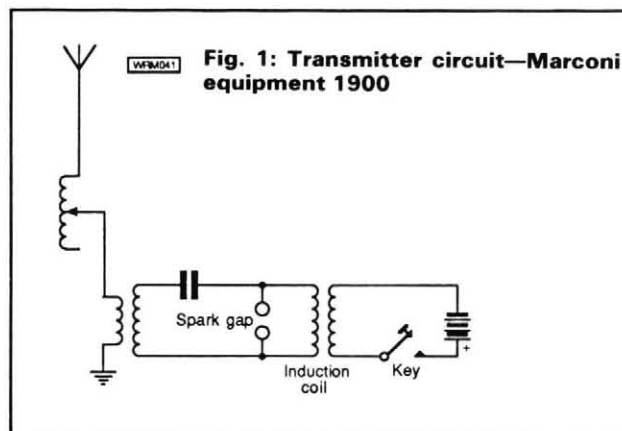 WRM041
Fig. 1: Transmitter circuit—Marconi
equipment 1900
Spark gap
Induction
coil
Key
+